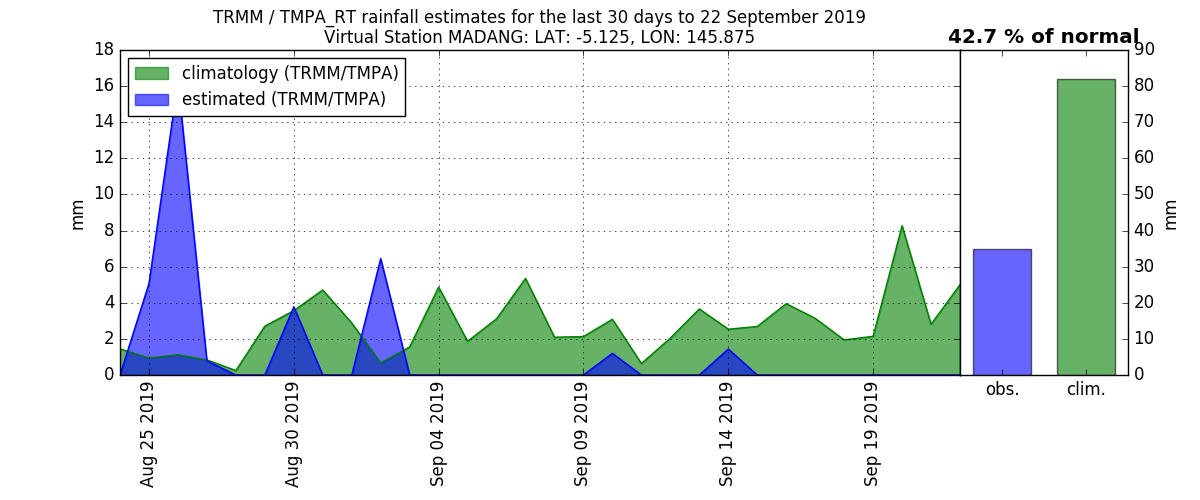 TRMM / TMPA_RT rainfall estimates for the last 30 days to 22 September 2019
Virtual Station MADANG: LAT: -5.125, LON: 145.875
42.7 % of normal
climatology (TRMM/TMPA)
estimated (TRMM/TMPA)
18
16
14
12
10
8
6
4
2
0
mm
Aug 25 2019
Aug 30 2019
Sep 04 2019
Sep 09 2019
Sep 14 2019
Sep 19 2019
obs.
clim.
90
80
70
60
50
40
30
20
10
0
mm